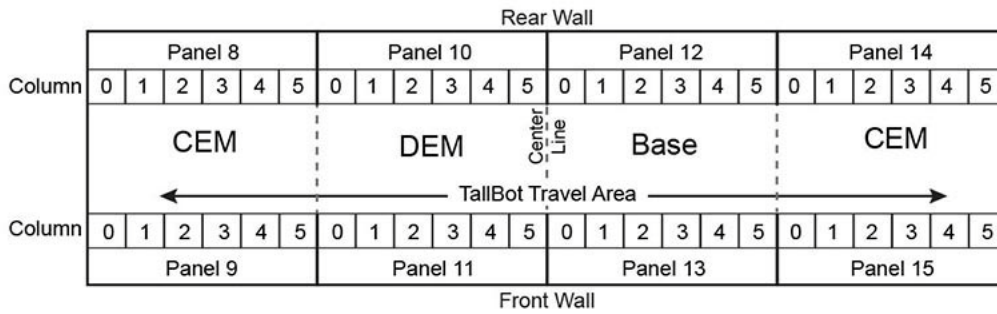 Rear Wall
Panel 8 Panel 10 Panel 12 Panel 14
Column 0 1 2 3 4 5 0 1 2 3 4 5 0 1 2 3 4 5 0 1 2 3 4 5
CEM DEM Center Line Base CEM
TallBot Travel Area
Column 0 1 2 3 4 5 0 1 2 3 4 5 0 1 2 3 4 5 0 1 2 3 4 5
Panel 9 Panel 11 Panel 13 Panel 15
Front Wall